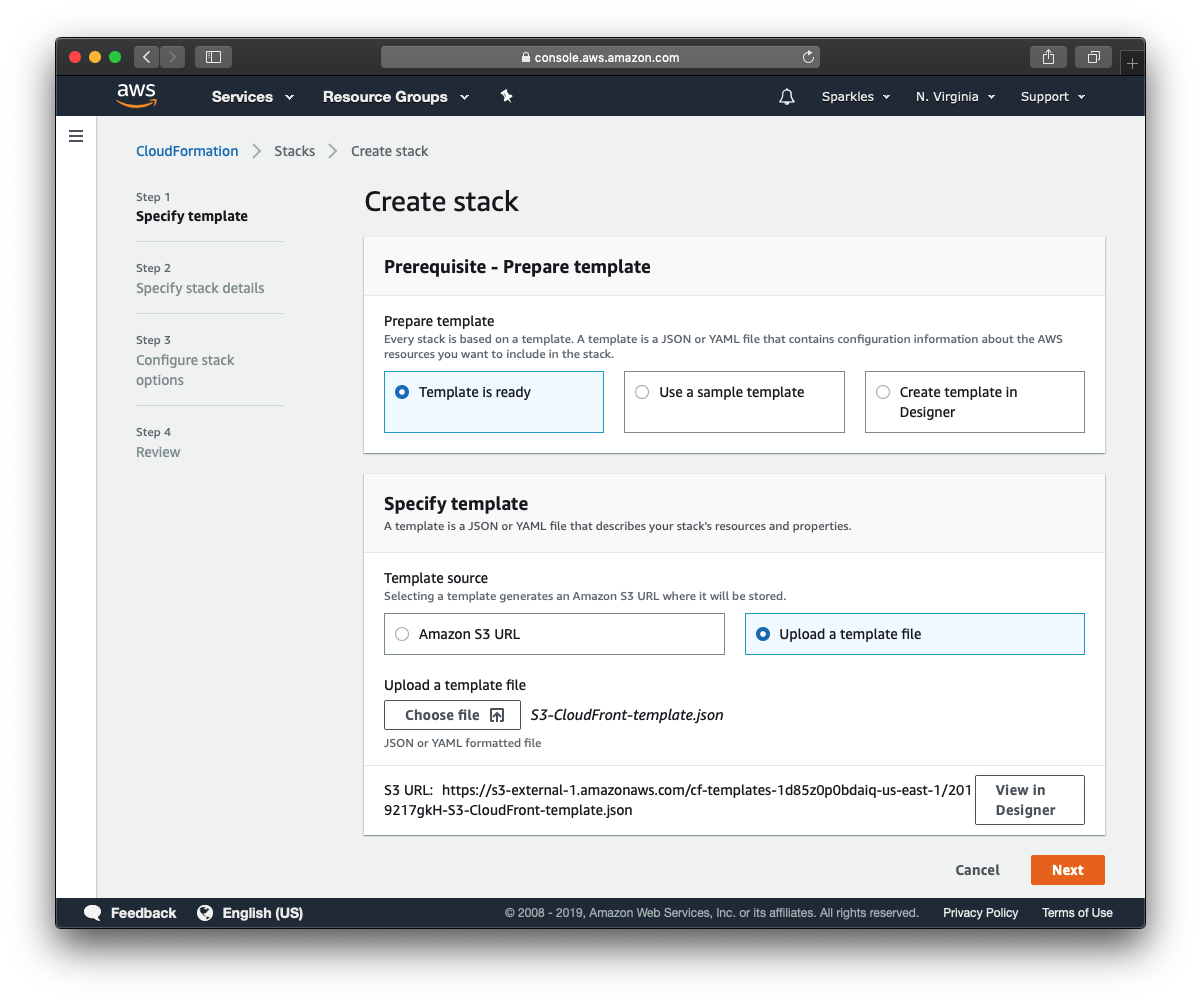 console.aws.amazon.com
aws
Services
Resource Groups
Sparkles
N. Virginia
Support
CloudFormation
Stacks
Create stack
Step 1
Specify template
Step 2
Specify stack details
Step 3
Configure stack
options
Step 4
Review
Create stack
Prerequisite - Prepare template
Prepare template
Every stack is based on a template. A template is a JSON or YAML file that contains configuration information about the AWS
resources you want to include in the stack.
Template is ready
Use a sample template
Create template in
Designer
Specify template
A template is a JSON or YAML file that describes your stack's resources and properties.
Template source
Selecting a template generates an Amazon S3 URL where it will be stored.
Amazon S3 URL
Upload a template file
Upload a template file
Choose file
S3-CloudFront-template.json
JSON or YAML formatted file
S3 URL: https://s3-external-1.amazonaws.com/cf-templates-1d85z0p0bdaiq-us-east-1/201
9217gkH-S3-CloudFront-template.json
View in
Designer
Cancel
Next
Feedback
English (US)
© 2008 - 2019, Amazon Web Services, Inc. or its affiliates. All rights reserved.
Privacy Policy
Terms of Use